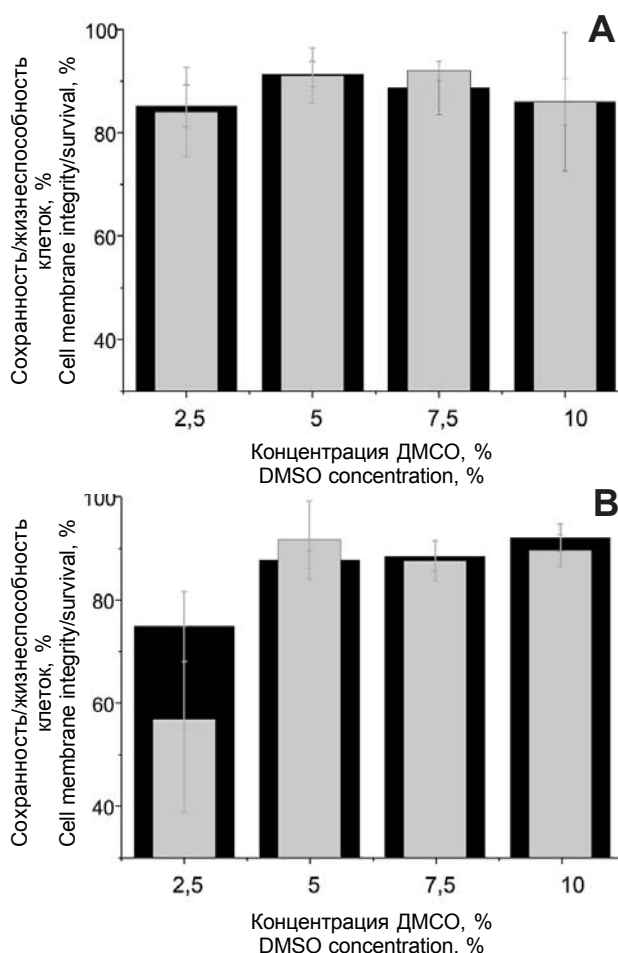 A
100
80
60
40
Сохранность/жизнеспособность
клеток, %
Cell membrane integrity/survival, %
2,5 5 7,5 10
Концентрация ДМСО, %
DMSO concentration, %
B
100
80
60
40
Сохранность/жизнеспособность
клеток, %
Cell membrane integrity/survival, %
2,5 5 7,5 10
Концентрация ДМСО, %
DMSO concentration, %